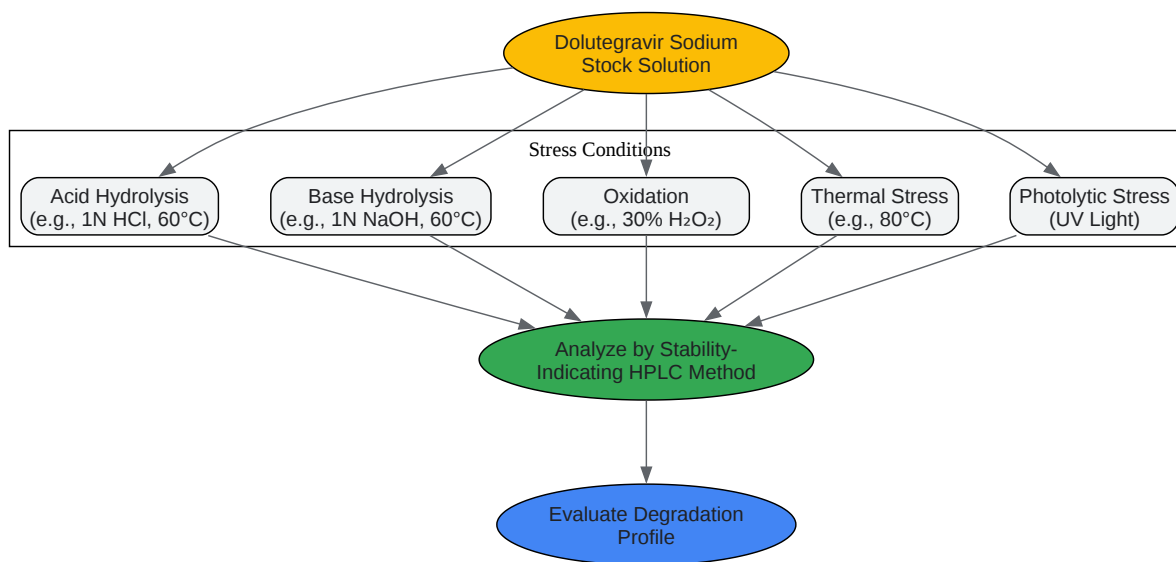 Dolutegravir Sodium
Stock Solution
Stress Conditions
Acid Hydrolysis
(e.g., 1N HCl, 60°C)
Base Hydrolysis
(e.g., 1N NaOH, 60°C)
Oxidation
(e.g., 30% H₂O₂)
Thermal Stress
(e.g., 80°C)
Photolytic Stress
(UV Light)
Analyze by Stability-
Indicating HPLC Method
Evaluate Degradation
Profile